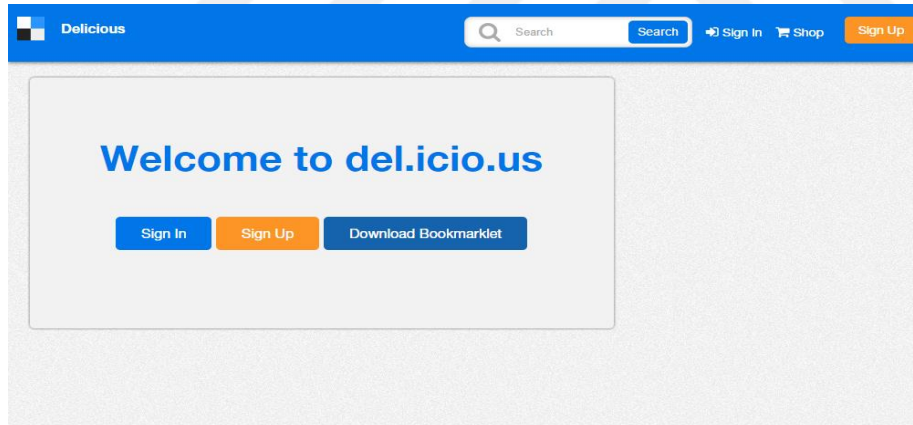 Delicious Search Search Sign In Shop Sign Up
Welcome to del.icio.us
Sign In Sign Up Download Bookmarklet